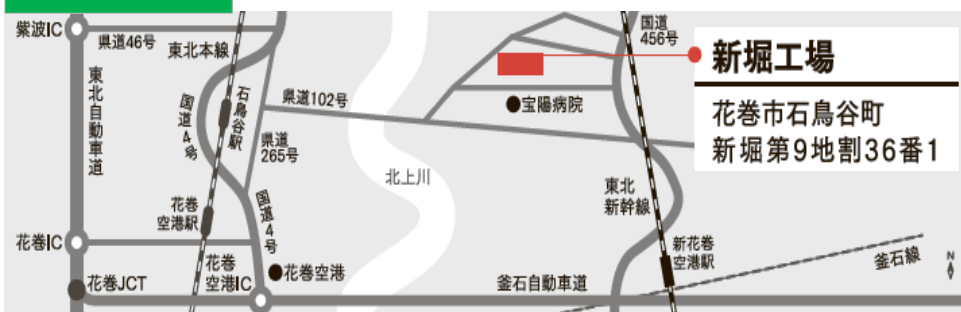 紫波IC
県道46号
東北本線
国道
456号
新堀工場
花巻市石鳥谷町
新堀第9地割36番1
東北自動車道
国道4号
石鳥谷駅
県道102号
宝陽病院
県道
265号
北上川
東北
新幹線
花巻
空港駅
国道4号
花巻IC
花巻
空港IC
花巻空港
新花巻
空港駅
釜石線
N
花巻JCT
釜石自動車道